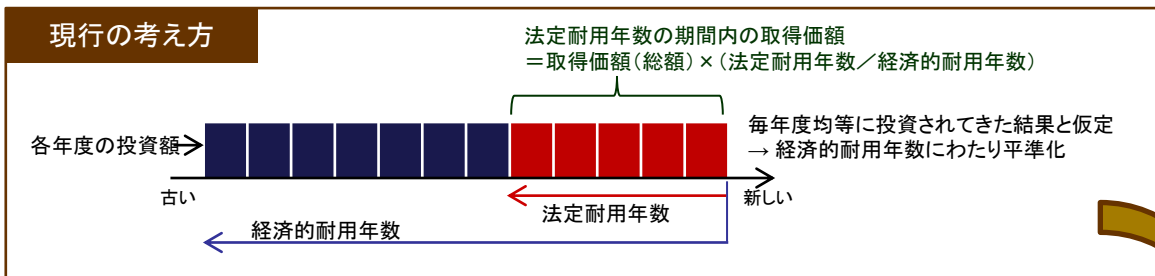 現行の考え方
法定耐用年数の期間内の取得価額
＝取得価額（総額）×（法定耐用年数／経済的耐用年数）
各年度の投資額
毎年度均等に投資されてきた結果と仮定
→ 経済的耐用年数にわたり平準化
古い
新しい
法定耐用年数
経済的耐用年数